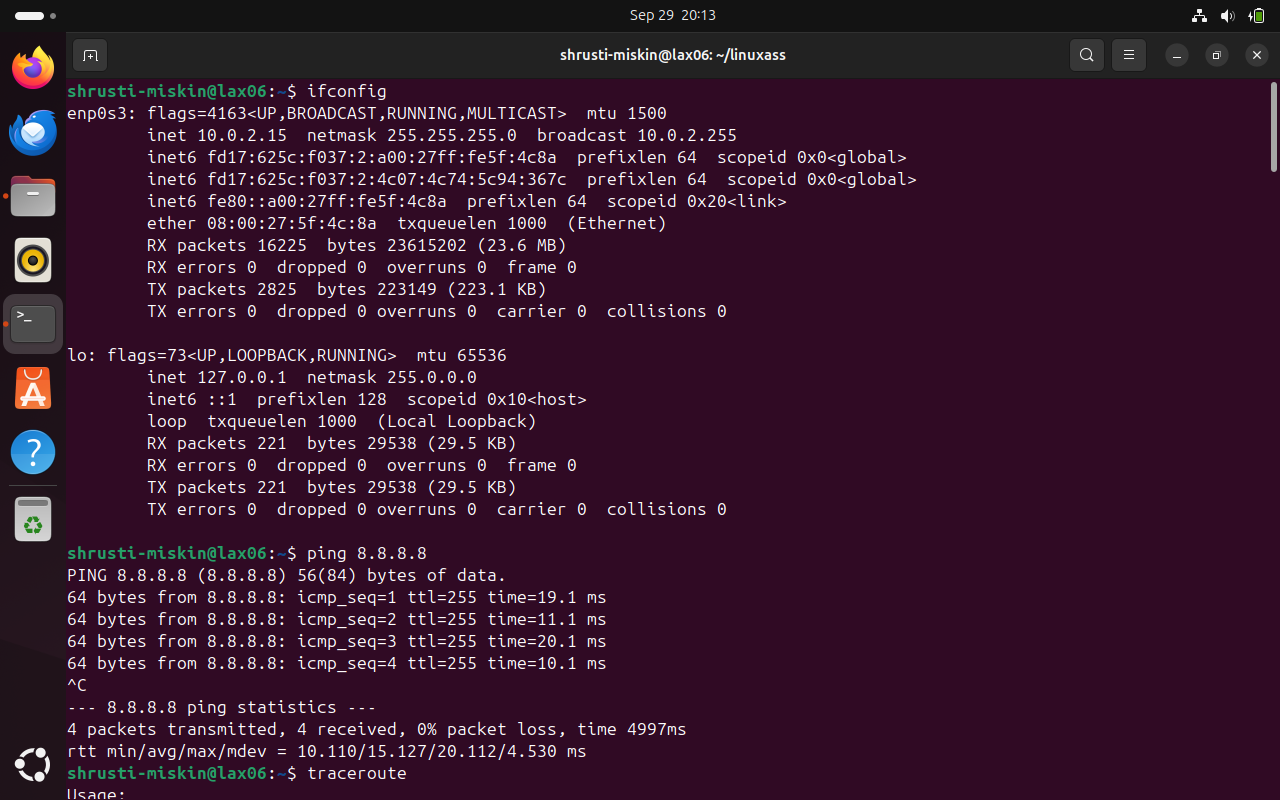 Sep 29  20:13
shrusti-miskin@lax06: ~/linuxass
shrusti-miskin@lax06:~$ ifconfig
enp0s3: flags=4163<UP,BROADCAST,RUNNING,MULTICAST>  mtu 1500
        inet 10.0.2.15  netmask 255.255.255.0  broadcast 10.0.2.255
        inet6 fd17:625c:f037:2:a00:27ff:fe5f:4c8a  prefixlen 64  scopeid 0x0<global>
        inet6 fd17:625c:f037:2:4c07:4c74:5c94:367c  prefixlen 64  scopeid 0x0<global>
        inet6 fe80::a00:27ff:fe5f:4c8a  prefixlen 64  scopeid 0x20<link>
        ether 08:00:27:5f:4c:8a  txqueuelen 1000  (Ethernet)
        RX packets 16225  bytes 23615202 (23.6 MB)
        RX errors 0  dropped 0  overruns 0  frame 0
        TX packets 2825  bytes 223149 (223.1 KB)
        TX errors 0  dropped 0 overruns 0  carrier 0  collisions 0
lo: flags=73<UP,LOOPBACK,RUNNING>  mtu 65536
        inet 127.0.0.1  netmask 255.0.0.0
        inet6 ::1  prefixlen 128  scopeid 0x10<host>
        loop  txqueuelen 1000  (Local Loopback)
        RX packets 221  bytes 29538 (29.5 KB)
        RX errors 0  dropped 0  overruns 0  frame 0
        TX packets 221  bytes 29538 (29.5 KB)
        TX errors 0  dropped 0 overruns 0  carrier 0  collisions 0
shrusti-miskin@lax06:~$ ping 8.8.8.8
PING 8.8.8.8 (8.8.8.8) 56(84) bytes of data.
64 bytes from 8.8.8.8: icmp_seq=1 ttl=255 time=19.1 ms
64 bytes from 8.8.8.8: icmp_seq=2 ttl=255 time=11.1 ms
64 bytes from 8.8.8.8: icmp_seq=3 ttl=255 time=20.1 ms
64 bytes from 8.8.8.8: icmp_seq=4 ttl=255 time=10.1 ms
^C
--- 8.8.8.8 ping statistics ---
4 packets transmitted, 4 received, 0% packet loss, time 4997ms
rtt min/avg/max/mdev = 10.110/15.127/20.112/4.530 ms
shrusti-miskin@lax06:~$ traceroute
Usage: